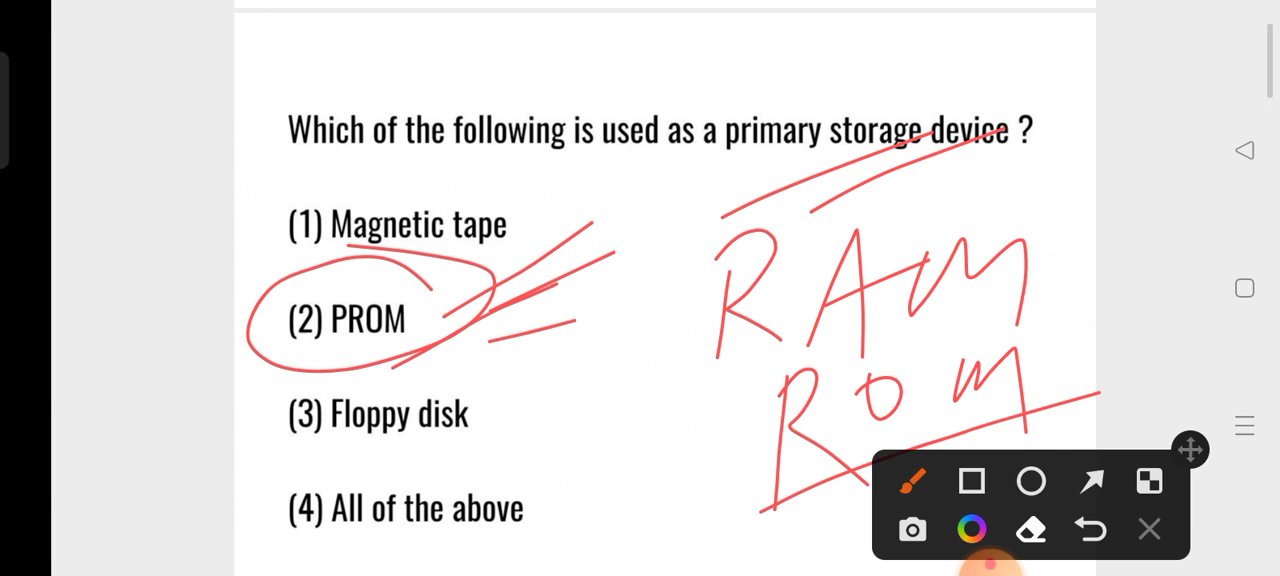 Which of the following is used as a primary storage device ?
(1) Magnetic tape
RAM
(2) PROM
ROM
(3) Floppy disk
(4) All of the above